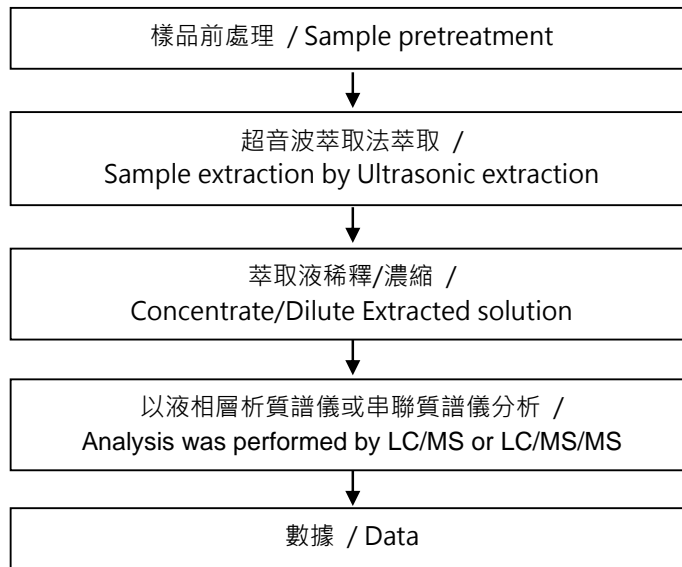 樣品前處理 / Sample pretreatment
超音波萃取法萃取 /
Sample extraction by Ultrasonic extraction
萃取液稀釋/濃縮 /
Concentrate/Dilute Extracted solution
以液相層析質譜儀或串聯質譜儀分析 /
Analysis was performed by LC/MS or LC/MS/MS
數據 / Data